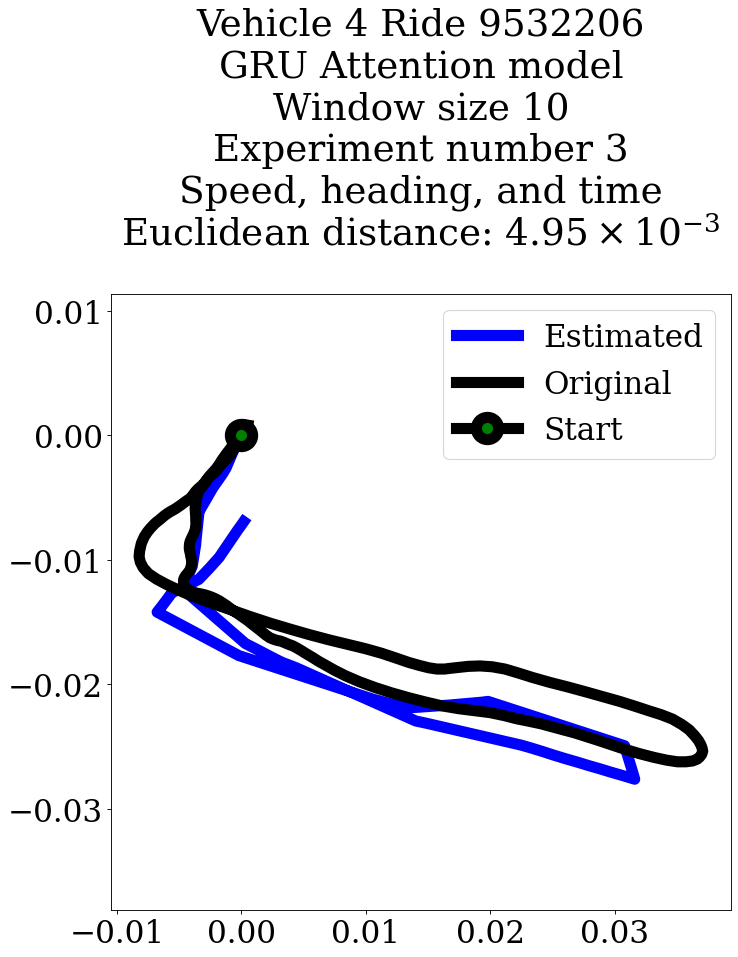 Vehicle 4 Ride 9532206
GRU Attention model
Window size 10
Experiment number 3
Speed, heading, and time
Euclidean distance: 4.95 × 10⁻³
0.01
0.00
−0.01
−0.02
−0.03
Estimated
Original
Start
−0.01 0.00 0.01 0.02 0.03